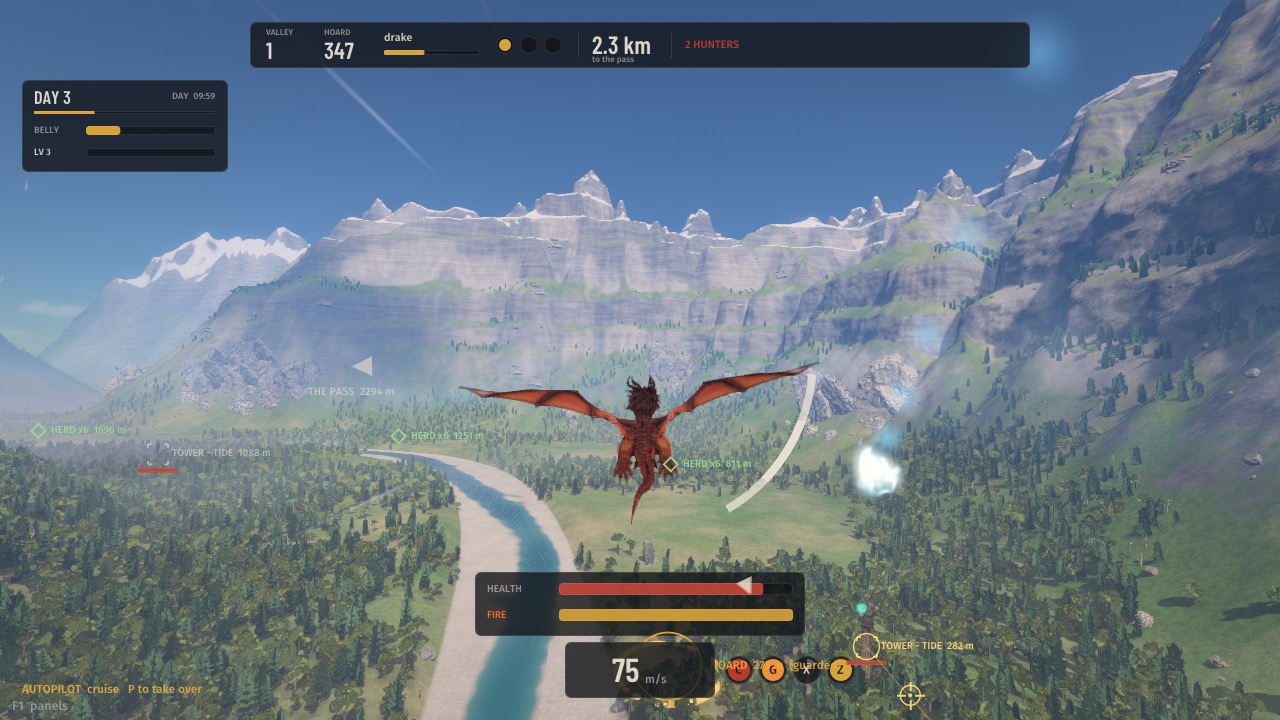 VALLEY
1
HOARD
347
drake
2.3 km
to the pass
2 HUNTERS
DAY 3
DAY 09:59
BELLY
LV 3
THE PASS 2294 m
HERD x6 1696 m
HERD x6 1251 m
TOWER - TIDE 1088 m
HERD x6 811 m
HEALTH
FIRE
TOWER - TIDE 282 m
75 m/s
G
X
Z
AUTOPILOT cruise P to take over
F1 panels